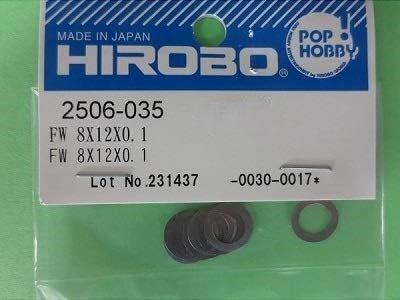 MADE IN JAPAN
HIROBO®
POP!
HOBBY
2506-035
FW 8X12X0.1
FW 8X12X0.1
Lot No.231437 -0030-0017*